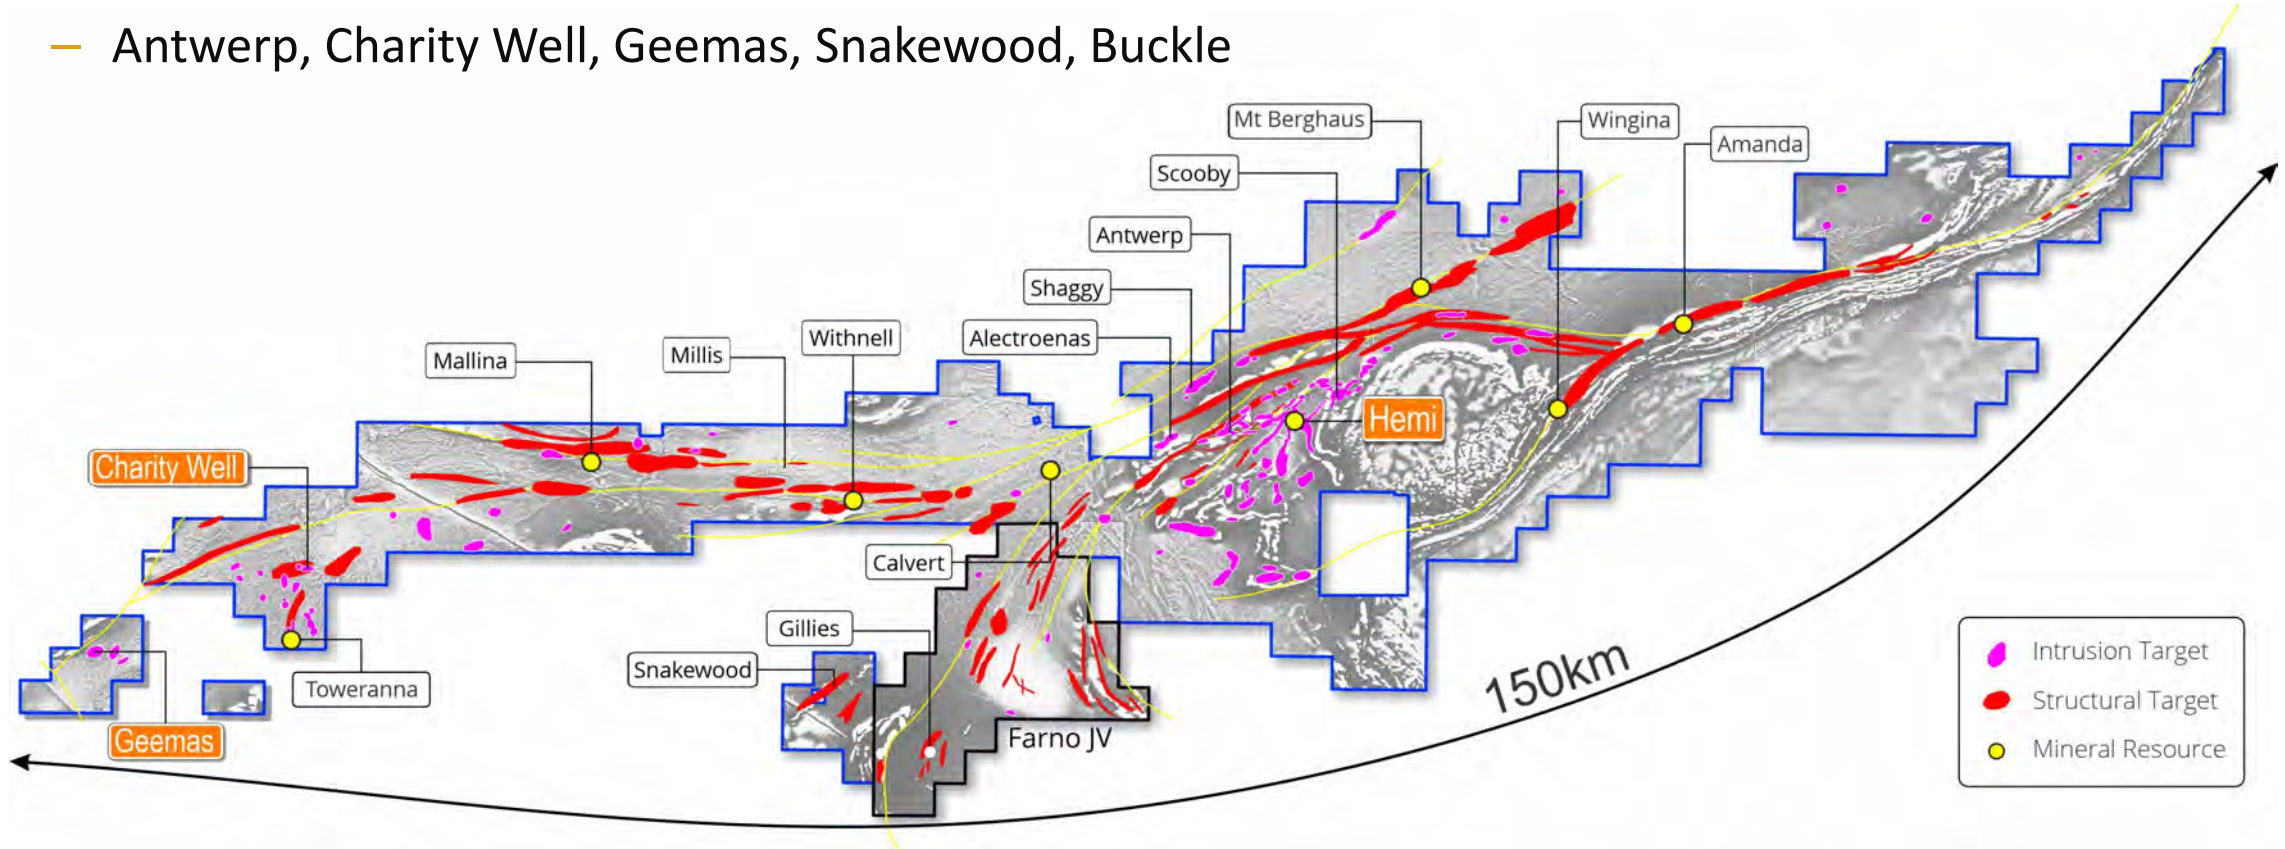 – Antwerp, Charity Well, Geemas, Snakewood, Buckle
Mt Berghaus
Wingina
Amanda
Scooby
Antwerp
Shaggy
Alectroenas
Withnell
Millis
Mallina
Hemi
Charity Well
Calvert
Gillies
Snakewood
Toweranna
Geemas
Farno JV
150km
Intrusion Target
Structural Target
Mineral Resource